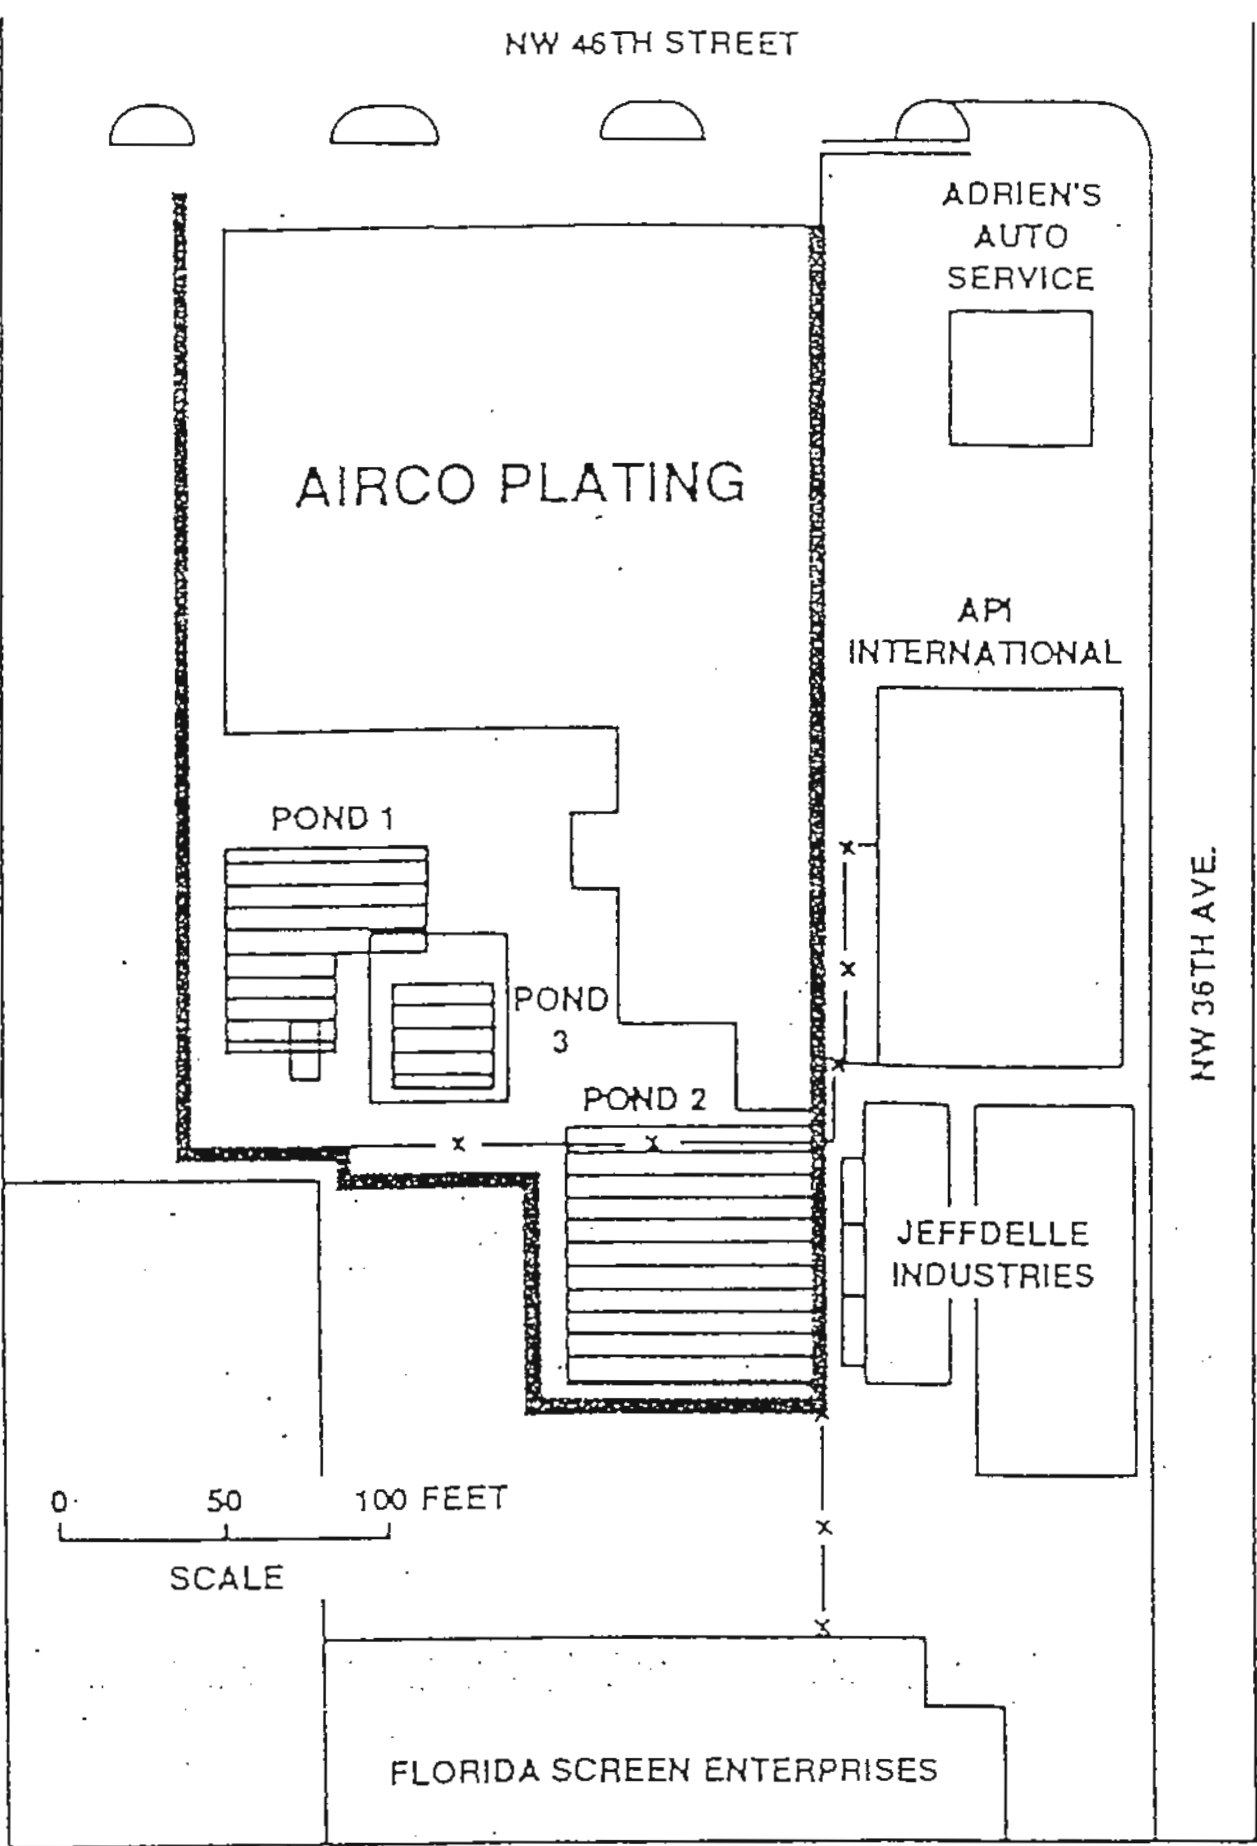 NW 46TH STREET
ADRIEN'S
AUTO
SERVICE
AIRCO PLATING
API
INTERNATIONAL
POND 1
NW 36TH AVE.
POND
3
POND 2
JEFFDELLE
INDUSTRIES
0 50 100 FEET
SCALE
FLORIDA SCREEN ENTERPRISES